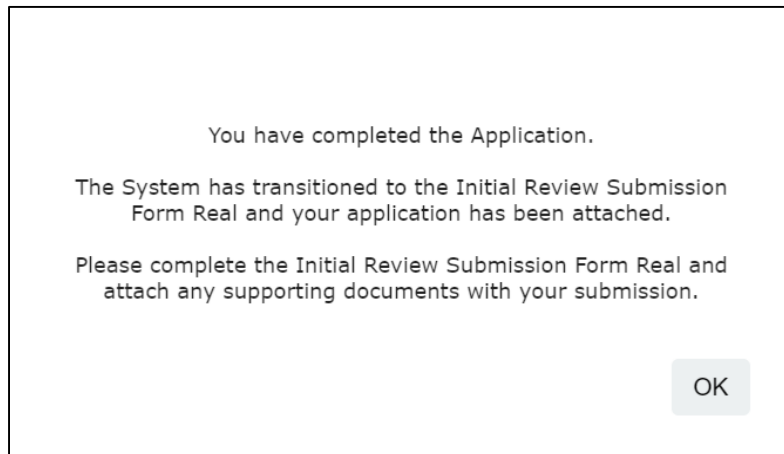 You have completed the Application.
The System has transitioned to the Initial Review Submission
Form Real and your application has been attached.
Please complete the Initial Review Submission Form Real and
attach any supporting documents with your submission.
OK